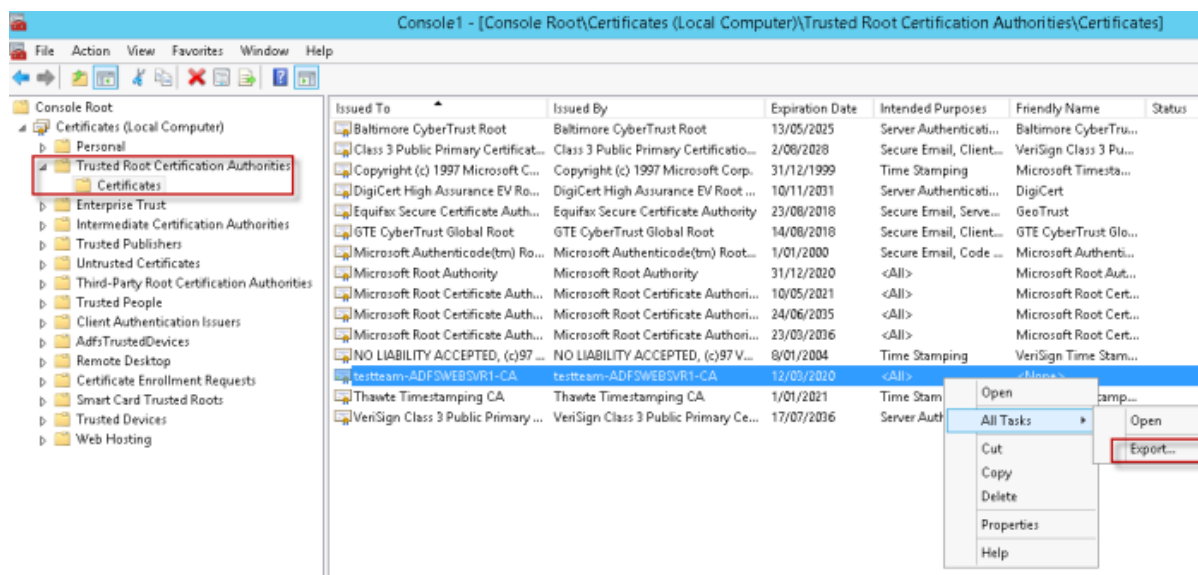 Console1 - [Console Root\Certificates (Local Computer)\Trusted Root Certification Authorities\Certificates]
File Action View Favorites Window Help
Console Root
Certificates (Local Computer)
Personal
Trusted Root Certification Authorities
Certificates
Enterprise Trust
Intermediate Certification Authorities
Trusted Publishers
Untrusted Certificates
Third-Party Root Certification Authorities
Trusted People
Client Authentication Issuers
AdfsTrustedDevices
Remote Desktop
Certificate Enrollment Requests
Smart Card Trusted Roots
Trusted Devices
Web Hosting
Issued To Issued By Expiration Date Intended Purposes Friendly Name Status
Baltimore CyberTrust Root Baltimore CyberTrust Root 13/05/2025 Server Authenticati... Baltimore CyberTru...
Class 3 Public Primary Certificat... Class 3 Public Primary Certificatio... 2/08/2028 Secure Email, Client... VeriSign Class 3 Pu...
Copyright (c) 1997 Microsoft C... Copyright (c) 1997 Microsoft Corp. 31/12/1999 Time Stamping Microsoft Timesta...
DigiCert High Assurance EV Ro... DigiCert High Assurance EV Root ... 10/11/2031 Server Authenticati... DigiCert
Equifax Secure Certificate Auth... Equifax Secure Certificate Authority 23/08/2018 Secure Email, Serve... GeoTrust
GTE CyberTrust Global Root GTE CyberTrust Global Root 14/08/2018 Secure Email, Client... GTE CyberTrust Glo...
Microsoft Authenticode(tm) Ro... Microsoft Authenticode(tm) Root... 1/01/2000 Secure Email, Code ... Microsoft Authenti...
Microsoft Root Authority Microsoft Root Authority 31/12/2020 <All> Microsoft Root Aut...
Microsoft Root Certificate Auth... Microsoft Root Certificate Authori... 10/05/2021 <All> Microsoft Root Cert...
Microsoft Root Certificate Auth... Microsoft Root Certificate Authori... 24/06/2035 <All> Microsoft Root Cert...
Microsoft Root Certificate Auth... Microsoft Root Certificate Authori... 23/03/2036 <All> Microsoft Root Cert...
NO LIABILITY ACCEPTED, (c)97 ... NO LIABILITY ACCEPTED, (c)97 V... 8/01/2004 Time Stamping VeriSign Time Stam...
testteam-ADFSWEBSVR1-CA testteam-ADFSWEBSVR1-CA 12/03/2020 <All> <None>
Thawte Timestamping CA Thawte Timestamping CA 1/01/2021 Time Stam amp...
VeriSign Class 3 Public Primary ... VeriSign Class 3 Public Primary Ce... 17/07/2036 Server Auth
Open
All Tasks
Cut
Copy
Delete
Properties
Help
Open
Export...